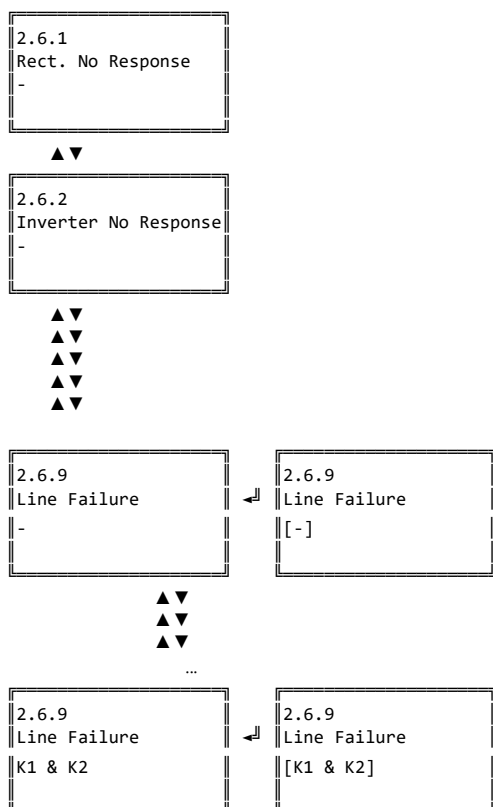 2.6.1
Rect. No Response
-
▲▼
2.6.2
Inverter No Response
-
▲▼
▲▼
▲▼
▲▼
▲▼
2.6.9
Line Failure
-
2.6.9
Line Failure
[-]
▲▼
▲▼
▲▼
...
2.6.9
Line Failure
K1 & K2
2.6.9
Line Failure
[K1 & K2]